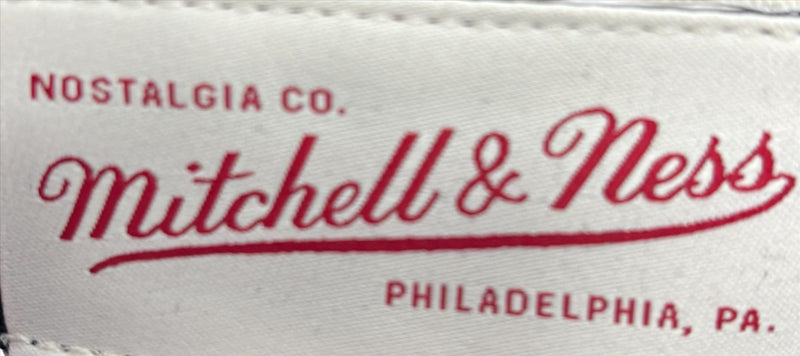 NOSTALGIA CO.
Mitchell & Ness
PHILADELPHIA, PA.